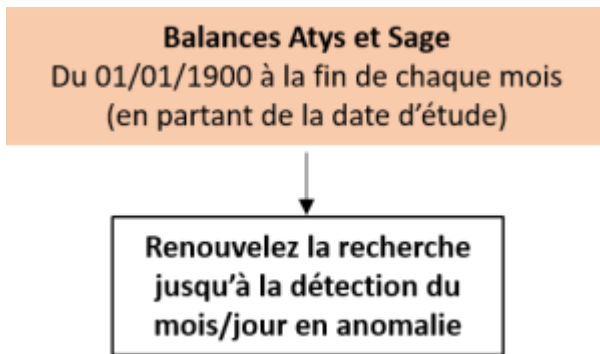 Balances Atys et Sage
Du 01/01/1900 à la fin de chaque mois
(en partant de la date d'étude)
Renouvelez la recherche
jusqu'à la détection du
mois/jour en anomalie